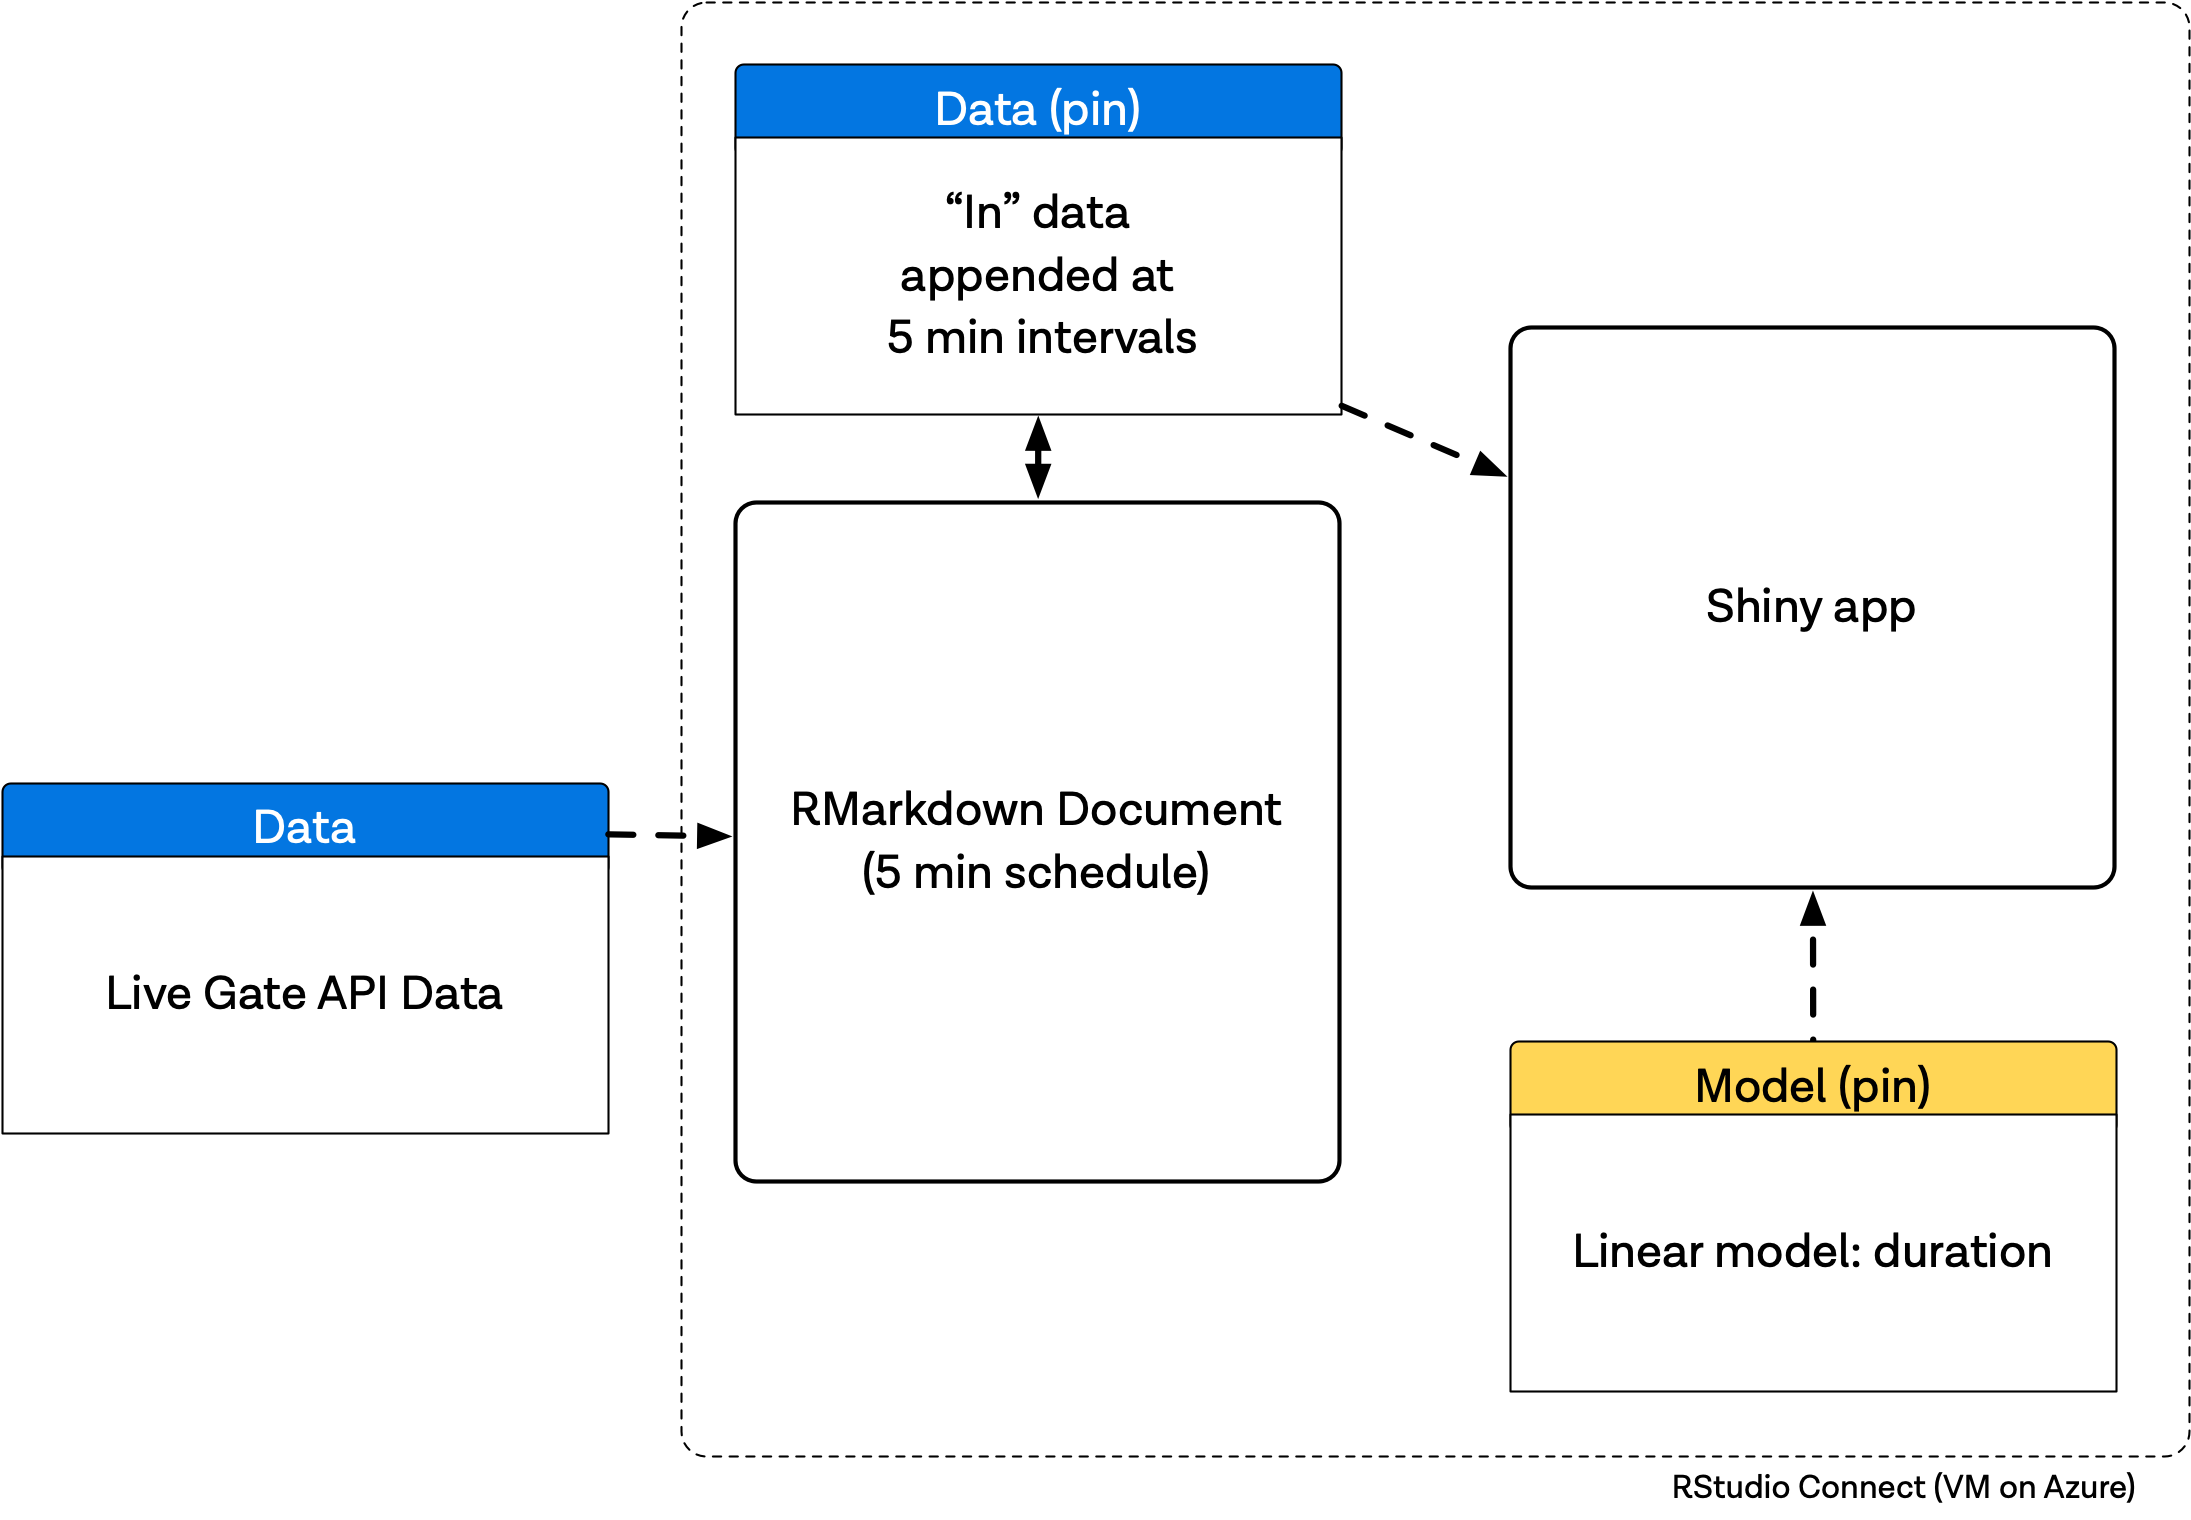 Data (pin)
“In” data
appended at
5 min intervals
Shiny app
RMarkdown Document
(5 min schedule)
Data
Live Gate API Data
Model (pin)
Linear model: duration
RStudio Connect (VM on Azure)